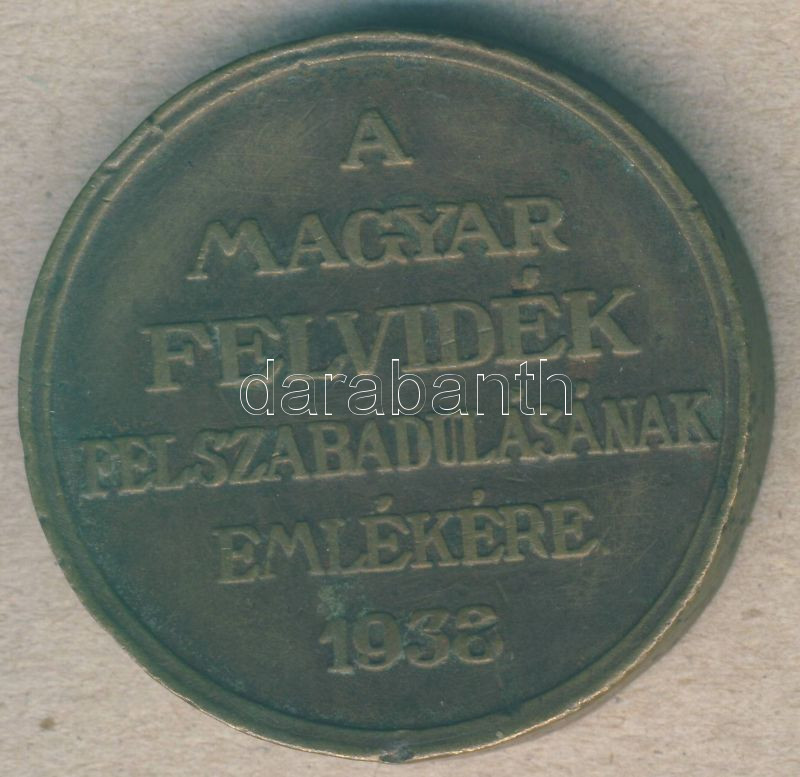 A
MAGYAR
FELVIDÉK
darabanth
FELSZABADULÁSÁNAK
EMLÉKÉRE
1938